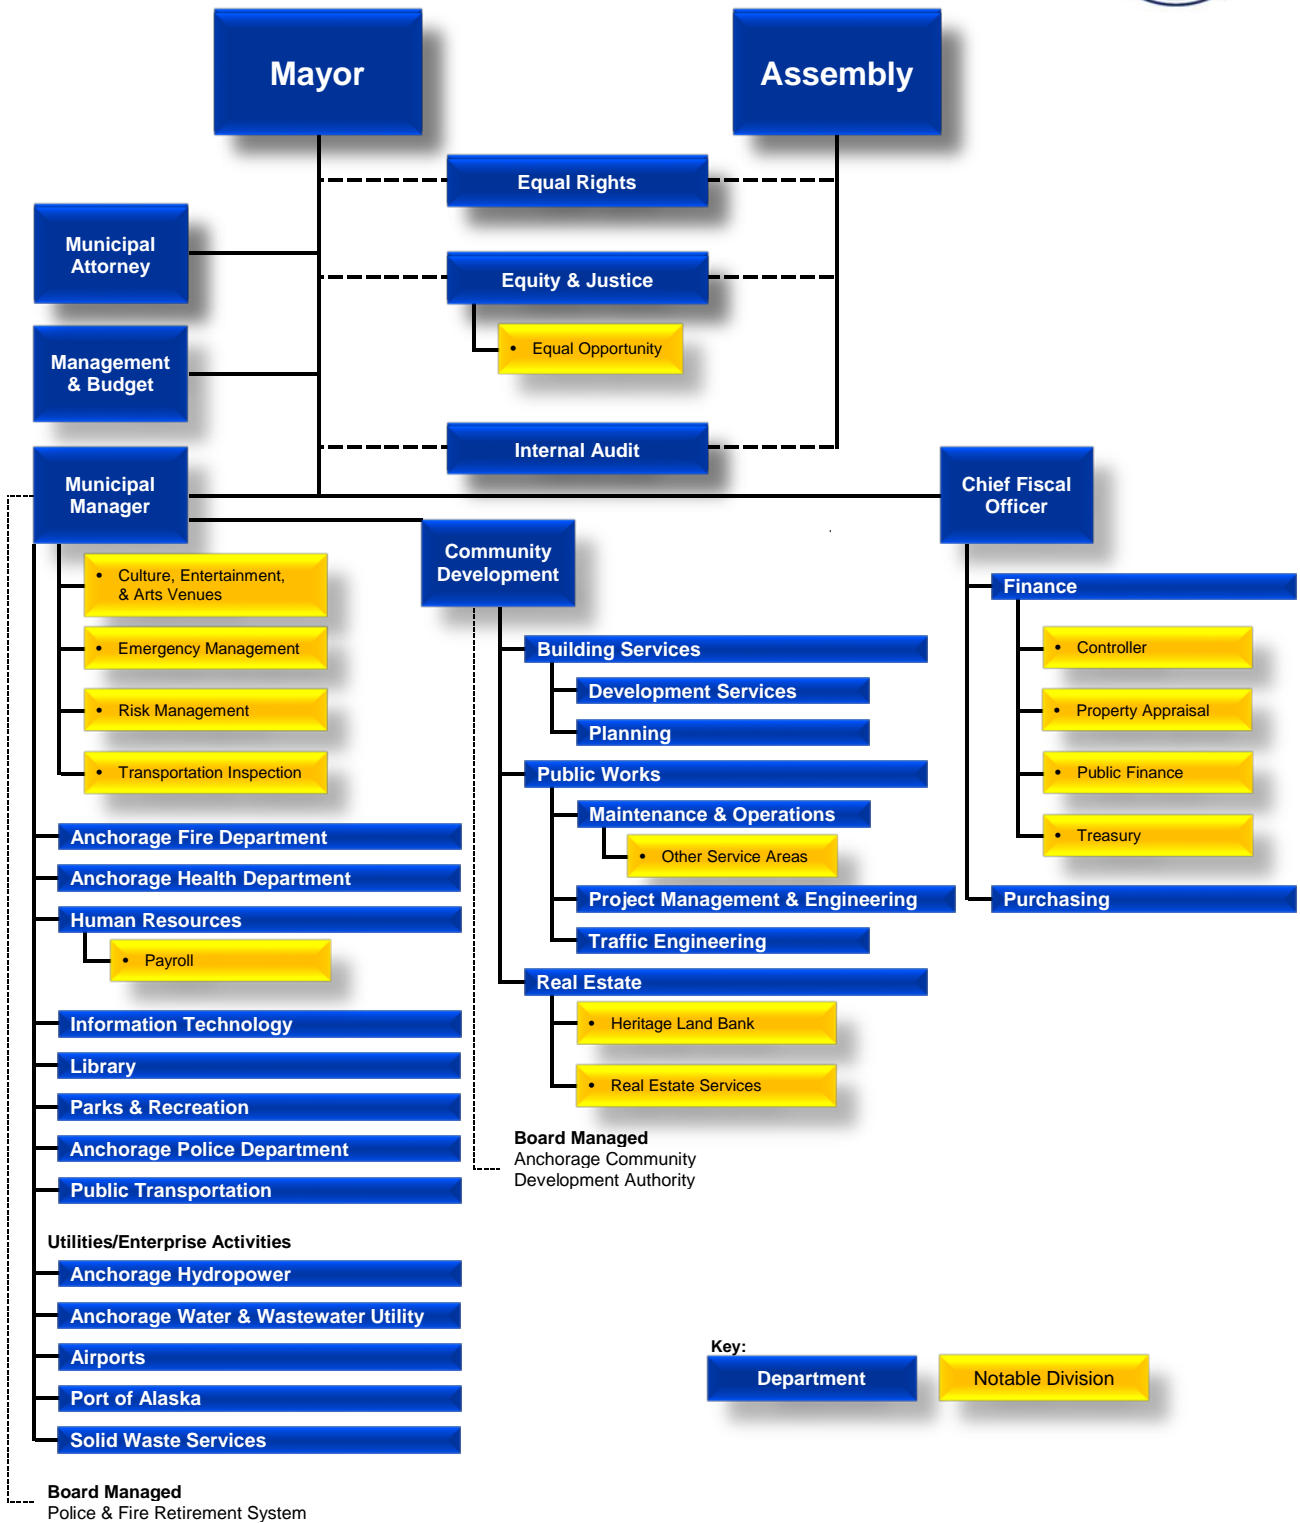 Mayor
Assembly
Equal Rights
Municipal
Attorney
Equity & Justice
• Equal Opportunity
Management
& Budget
Internal Audit
Municipal
Manager
Chief Fiscal
Officer
Community
Development
• Culture, Entertainment,
& Arts Venues
• Emergency Management
• Risk Management
• Transportation Inspection
Anchorage Fire Department
Anchorage Health Department
Human Resources
• Payroll
Information Technology
Library
Parks & Recreation
Anchorage Police Department
Public Transportation
Utilities/Enterprise Activities
Anchorage Hydropower
Anchorage Water & Wastewater Utility
Airports
Port of Alaska
Solid Waste Services
Board Managed
Police & Fire Retirement System
Building Services
Development Services
Planning
Public Works
Maintenance & Operations
• Other Service Areas
Project Management & Engineering
Traffic Engineering
Real Estate
• Heritage Land Bank
• Real Estate Services
Board Managed
Anchorage Community
Development Authority
Finance
• Controller
• Property Appraisal
• Public Finance
• Treasury
Purchasing
Key:
Department
Notable Division